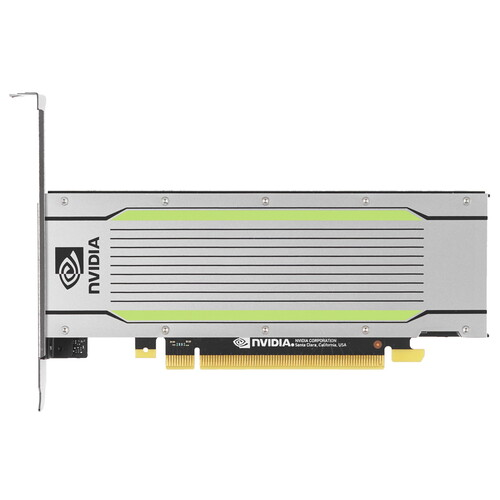 NVIDIA
NVIDIA
NVIDIA CORPORATION
Santa Clara, California, USA